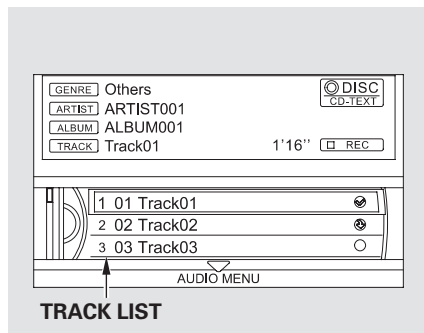 GENRE Others
DISC
CD-TEXT
ARTIST ARTIST001
ALBUM ALBUM001
TRACK Track01 1'16'' REC
1 01 Track01
2 02 Track02
3 03 Track03
AUDIO MENU
TRACK LIST